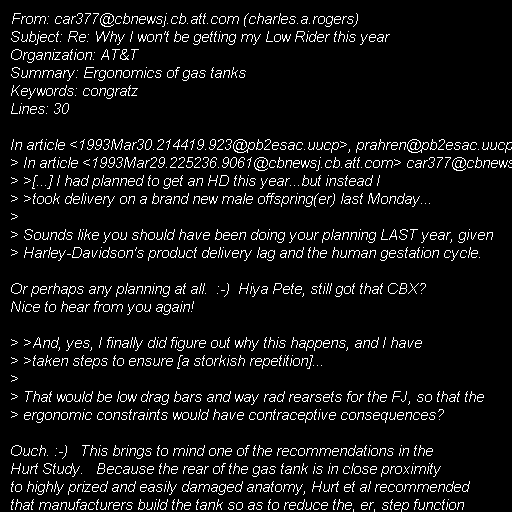 From: car377@cbnewsj.cb.att.com (charles.a.rogers)
Subject: Re: Why I won't be getting my Low Rider this year
Organization: AT&T
Summary: Ergonomics of gas tanks
Keywords: congratz
Lines: 30

In article <1993Mar30.214419.923@pb2esac.uucp>, prahren@pb2esac.uucp
> In article <1993Mar29.225236.9061@cbnewsj.cb.att.com> car377@cbnews
> >[...] I had planned to get an HD this year...but instead I
> >took delivery on a brand new male offspring(er) last Monday...
>
> Sounds like you should have been doing your planning LAST year, given
> Harley-Davidson's product delivery lag and the human gestation cycle.

Or perhaps any planning at all.  :-)  Hiya Pete, still got that CBX?
Nice to hear from you again!

> >And, yes, I finally did figure out why this happens, and I have
> >taken steps to ensure [a storkish repetition]...
>
> That would be low drag bars and way rad rearsets for the FJ, so that the
> ergonomic constraints would have contraceptive consequences?

Ouch. :-)   This brings to mind one of the recommendations in the
Hurt Study.   Because the rear of the gas tank is in close proximity
to highly prized and easily damaged anatomy, Hurt et al recommended
that manufacturers build the tank so as to reduce the, er, step function